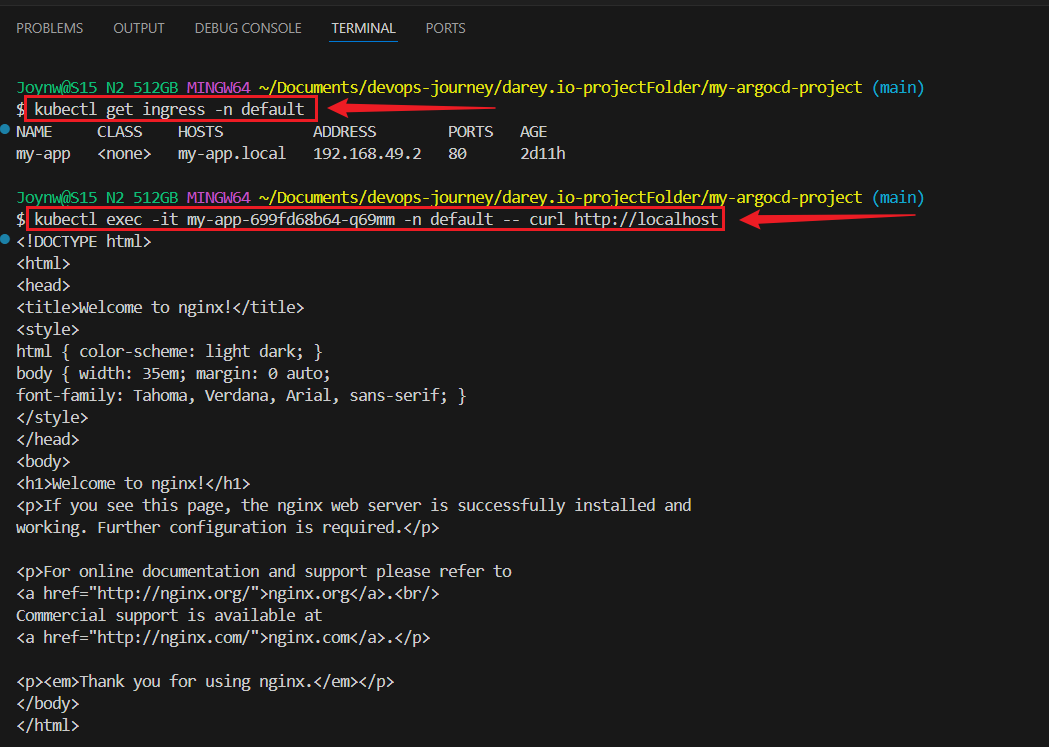 PROBLEMS OUTPUT DEBUG CONSOLE TERMINAL PORTS
Joynw@S15 N2 512GB MINGW64 ~/Documents/devops-journey/darey.io-projectFolder/my-argocd-project (main)
$ kubectl get ingress -n default
NAME CLASS HOSTS ADDRESS PORTS AGE
my-app <none> my-app.local 192.168.49.2 80 2d11h
Joynw@S15 N2 512GB MINGW64 ~/Documents/devops-journey/darey.io-projectFolder/my-argocd-project (main)
$ kubectl exec -it my-app-699fd68b64-q69mm -n default -- curl http://localhost
<!DOCTYPE html>
<html>
<head>
<title>Welcome to nginx!</title>
<style>
html { color-scheme: light dark; }
body { width: 35em; margin: 0 auto;
font-family: Tahoma, Verdana, Arial, sans-serif; }
</style>
</head>
<body>
<h1>Welcome to nginx!</h1>
<p>If you see this page, the nginx web server is successfully installed and
working. Further configuration is required.</p>
<p>For online documentation and support please refer to
<a href="http://nginx.org/">nginx.org</a>.<br/>
Commercial support is available at
<a href="http://nginx.com/">nginx.com</a>.</p>
<p><em>Thank you for using nginx.</em></p>
</body>
</html>